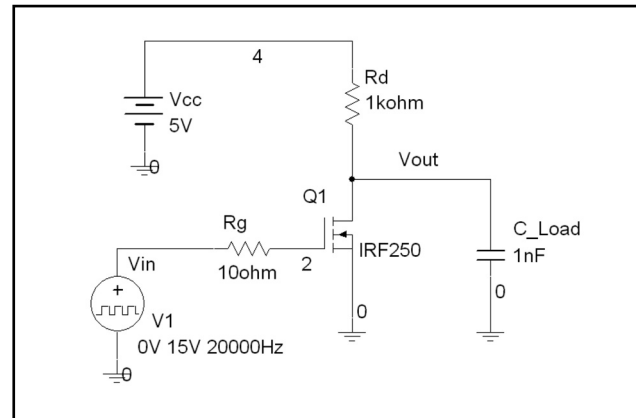 4
Rd
1kohm
Vcc
5V
0
Vout
Q1
IRF250
Rg
10ohm
2
C_Load
1nF
0
0
Vin
V1
0V 15V 20000Hz
0